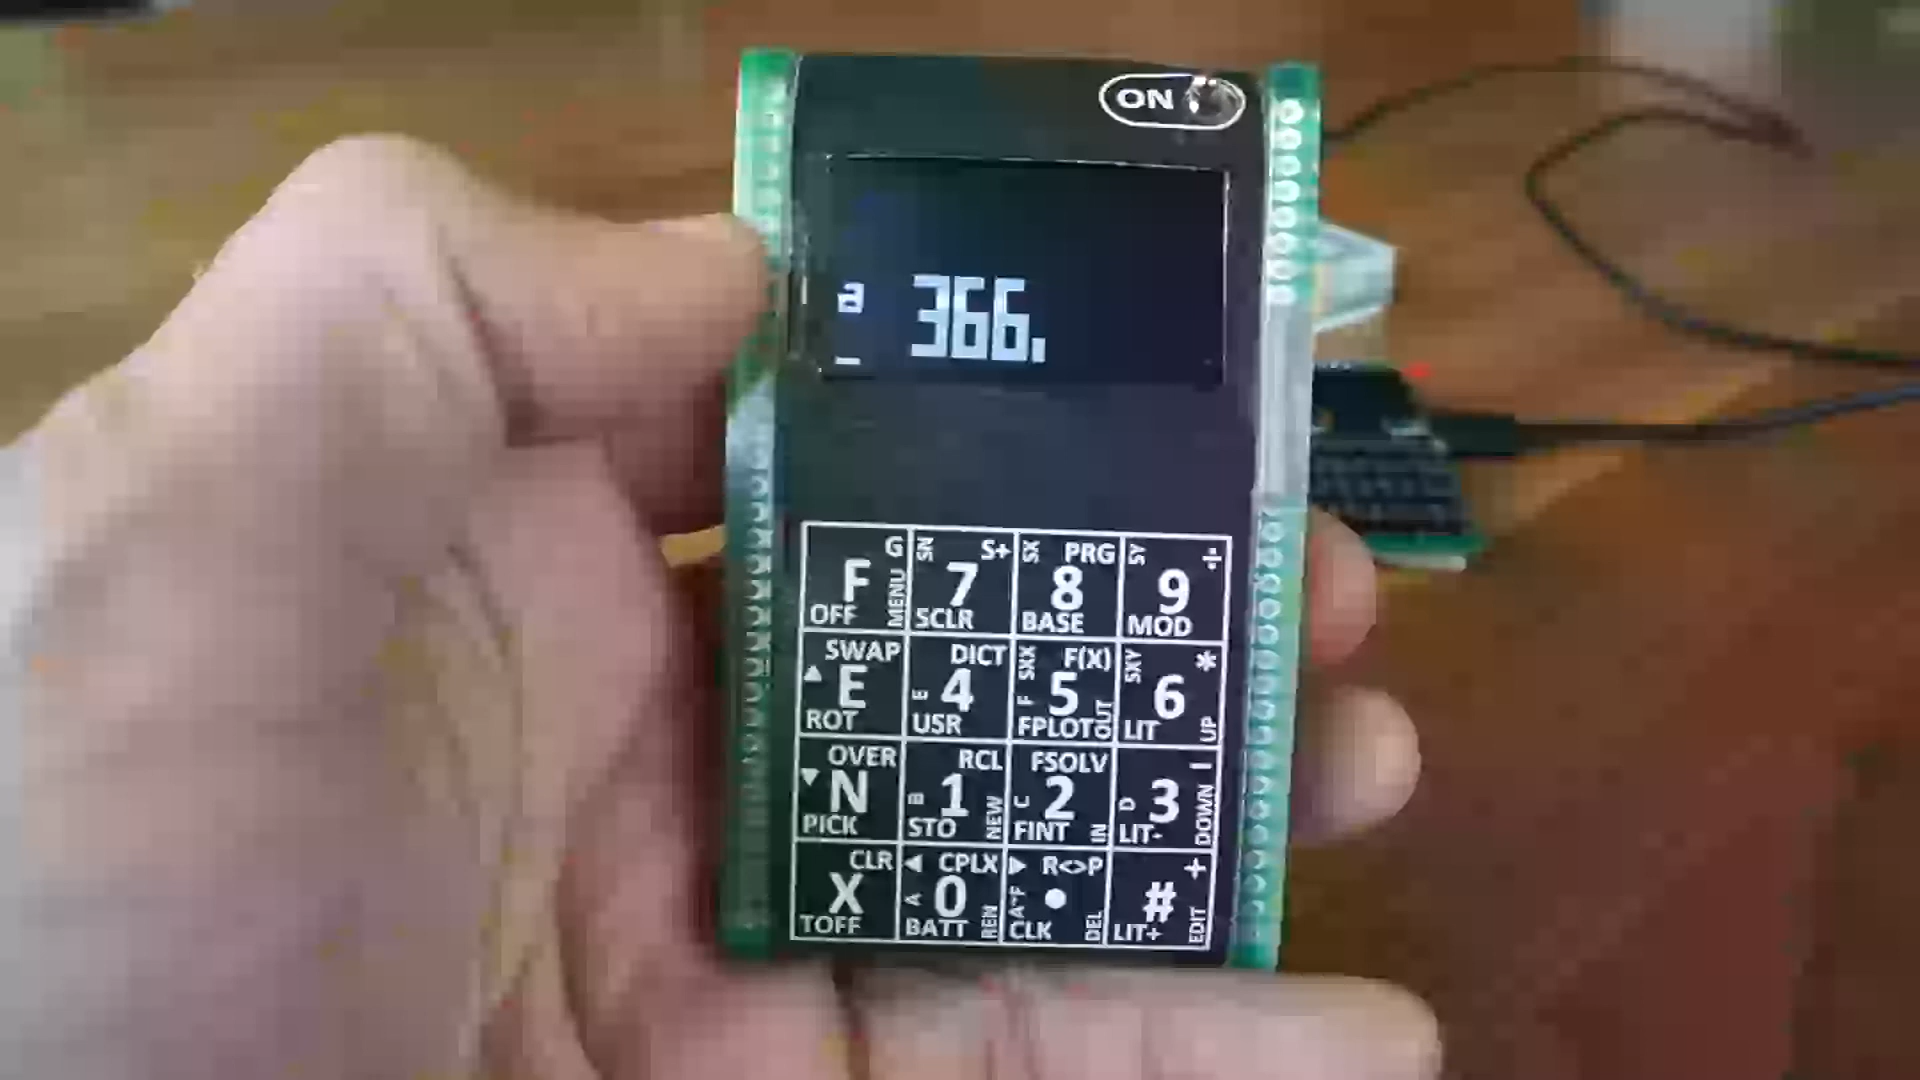 ON
a 366.
_
G SN S+ SX PRG SY ÷
F 7 8 9
OFF MENU SCLR BASE MOD
SWAP DICT SXX F(X) SXY *
▲ E E 4 F 5 6
ROT USR FPLOT OUT LIT UP
OVER RCL FSOLV −
▼ N B 1 C 2 D 3
PICK STO NEW FINT IN LIT- DOWN
CLR ◀ CPLX ▶ R<>P +
X A 0 A~F ● #
TOFF BATT REN CLK DEL LIT+ EDIT